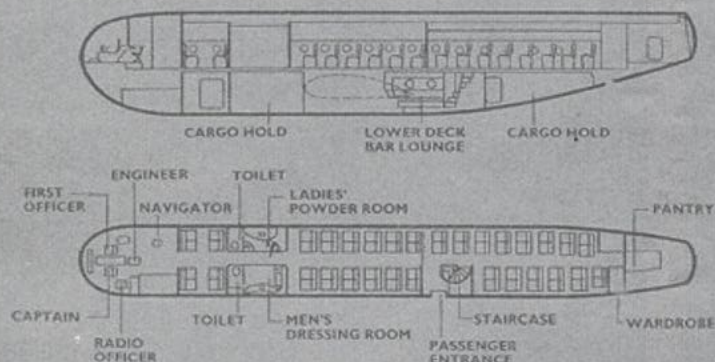 CARGO HOLD
LOWER DECK
BAR LOUNGE
CARGO HOLD
ENGINEER
TOILET
FIRST
OFFICER
NAVIGATOR
LADIES'
POWDER ROOM
PANTRY
CAPTAIN
RADIO
OFFICER
TOILET
MEN'S
DRESSING ROOM
STAIRCASE
PASSENGER
ENTRANCE
WARDROBE